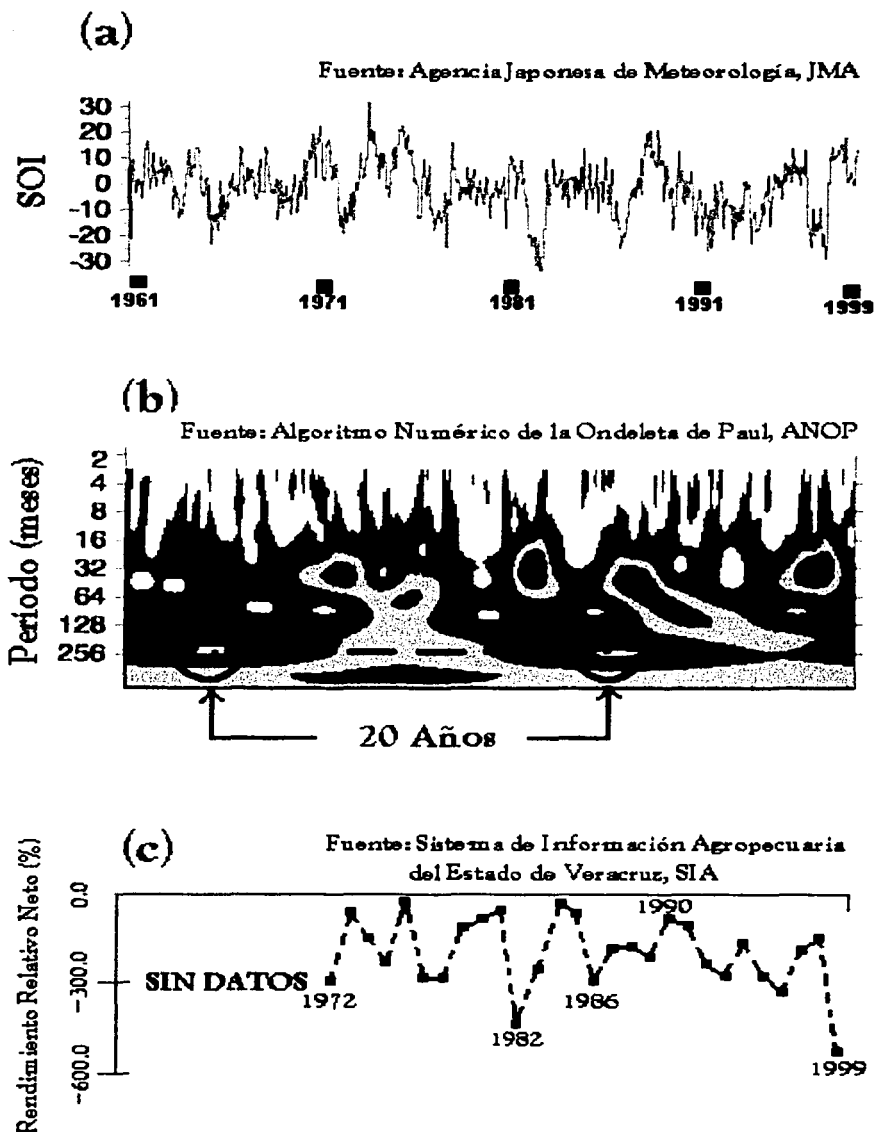 (a)
Fuente: Agencia Japonesa de Meteorología, JMA
SOI
30
20
10
0
-10
-20
-30
1961
1971
1981
1991
1999
(b)
Fuente: Algoritmo Numérico de la Ondeleta de Paul, ANOP
Período (meses)
2
4
8
16
32
64
128
256
20 Años
(c)
Fuente: Sistema de Información Agropecuaria
del Estado de Veracruz, SIA
Rendimiento Relativo Neto (%)
0.0
-300.0
-600.0
SIN DATOS
1972
1982
1986
1990
1999